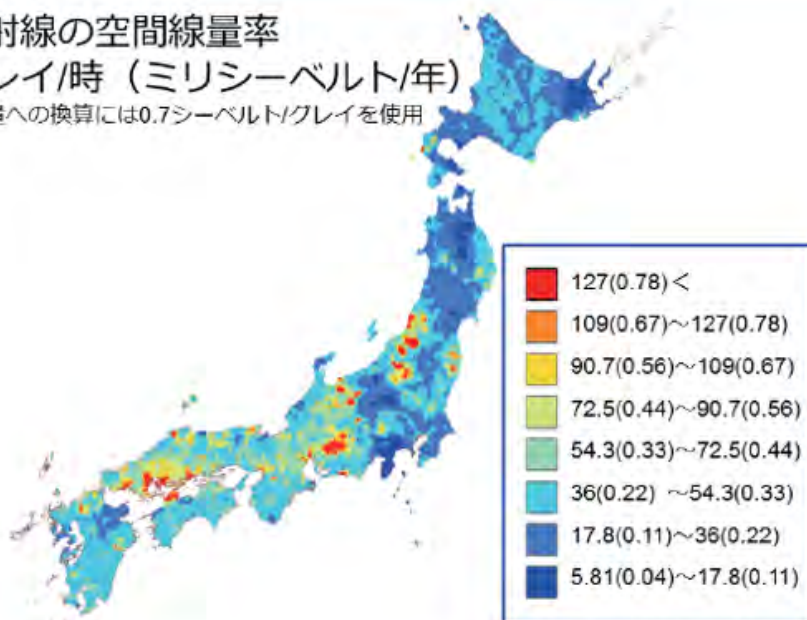 射線の空間線量率
レイ/時（ミリシーベルト/年）
量への換算には0.7シーベルト/グレイを使用
127(0.78)＜
109(0.67)～127(0.78)
90.7(0.56)～109(0.67)
72.5(0.44)～90.7(0.56)
54.3(0.33)～72.5(0.44)
36(0.22) ～54.3(0.33)
17.8(0.11)～36(0.22)
5.81(0.04)～17.8(0.11)